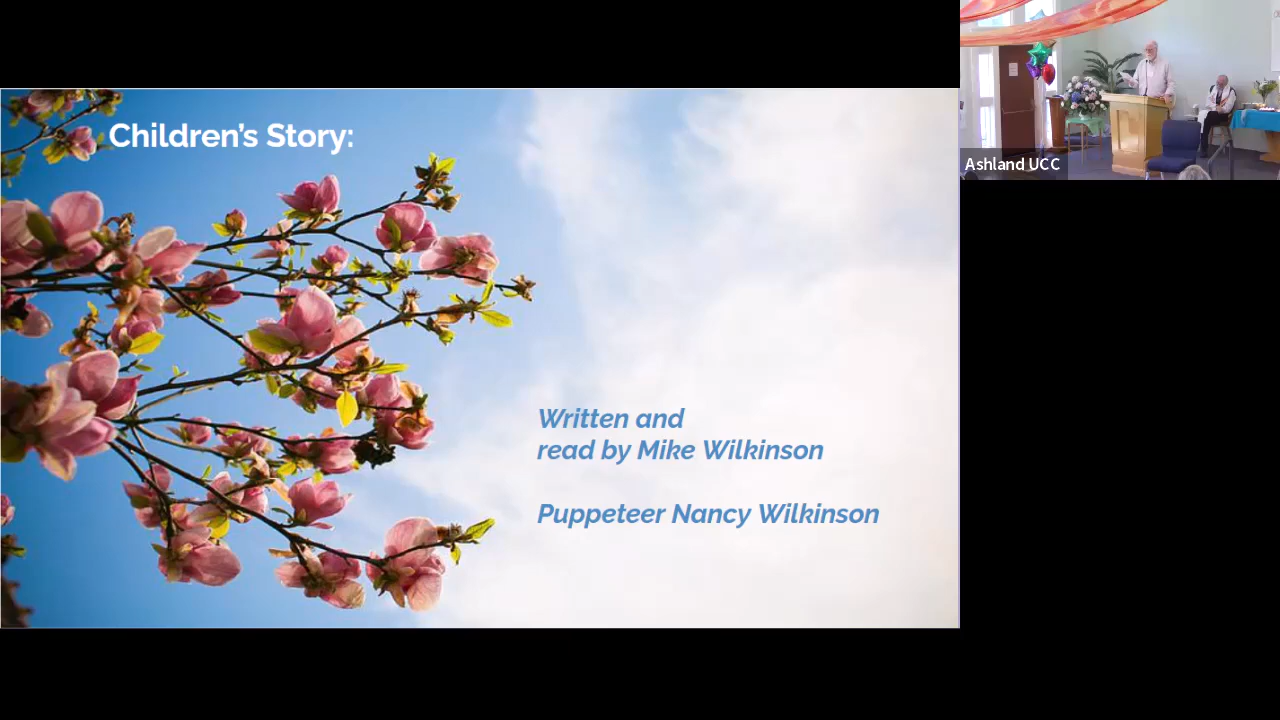 Children's Story:
Ashland UCC
Written and
read by Mike Wilkinson
Puppeteer Nancy Wilkinson